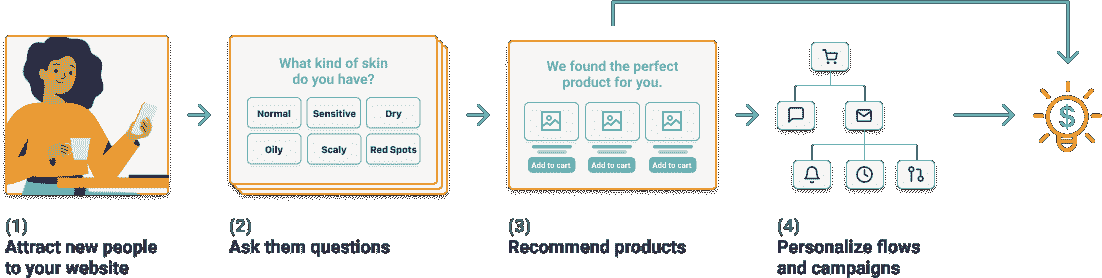 What kind of skin
do you have?
Normal
Sensitive
Dry
Oily
Scaly
Red Spots
We found the perfect
product for you.
Add to cart
Add to cart
Add to cart
$
(1)
Attract new people
to your website
(2)
Ask them questions
(3)
Recommend products
(4)
Personalize flows
and campaigns